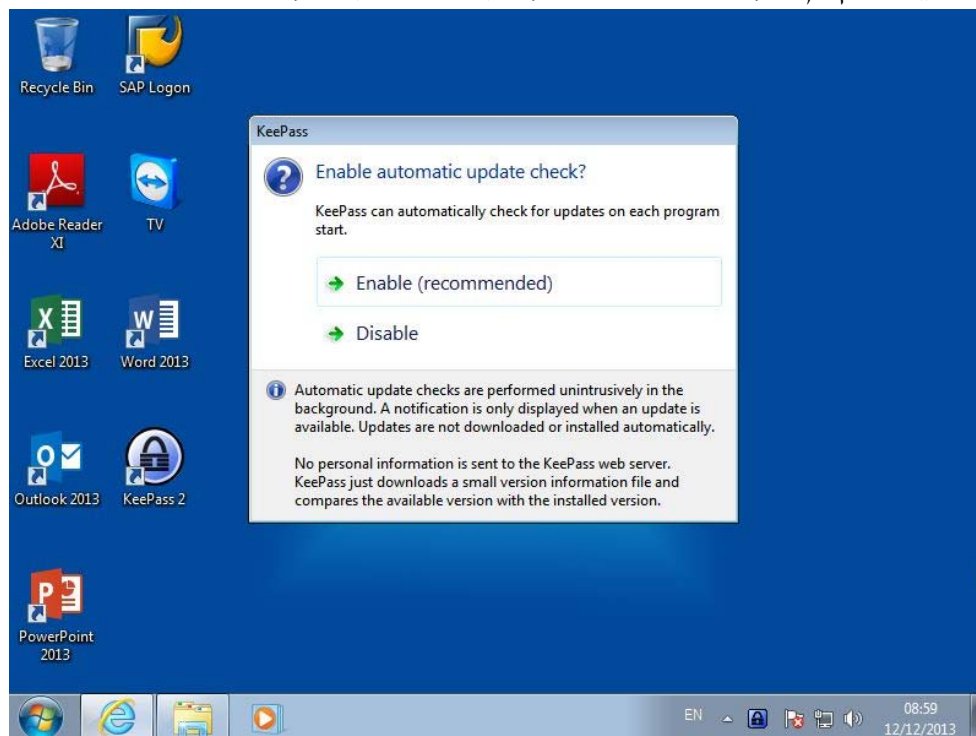 Recycle Bin
SAP Logon
Adobe Reader
XI
TV
Excel 2013
Word 2013
Outlook 2013
KeePass 2
PowerPoint
2013
KeePass
Enable automatic update check?
KeePass can automatically check for updates on each program
start.
Enable (recommended)
Disable
Automatic update checks are performed unintrusively in the
background. A notification is only displayed when an update is
available. Updates are not downloaded or installed automatically.
No personal information is sent to the KeePass web server.
KeePass just downloads a small version information file and
compares the available version with the installed version.
EN
08:59
12/12/2013